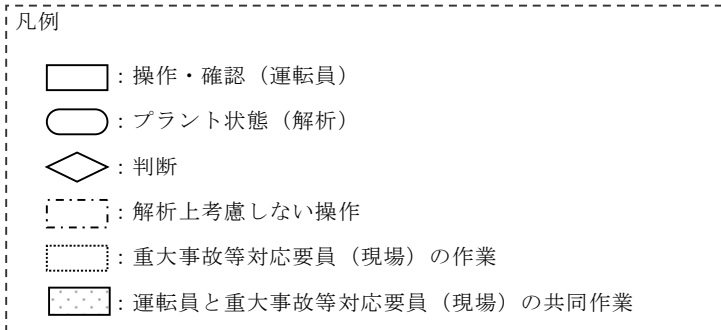 凡例
：操作・確認（運転員）
：プラント状態（解析）
：判断
：解析上考慮しない操作
：重大事故等対応要員（現場）の作業
：運転員と重大事故等対応要員（現場）の共同作業